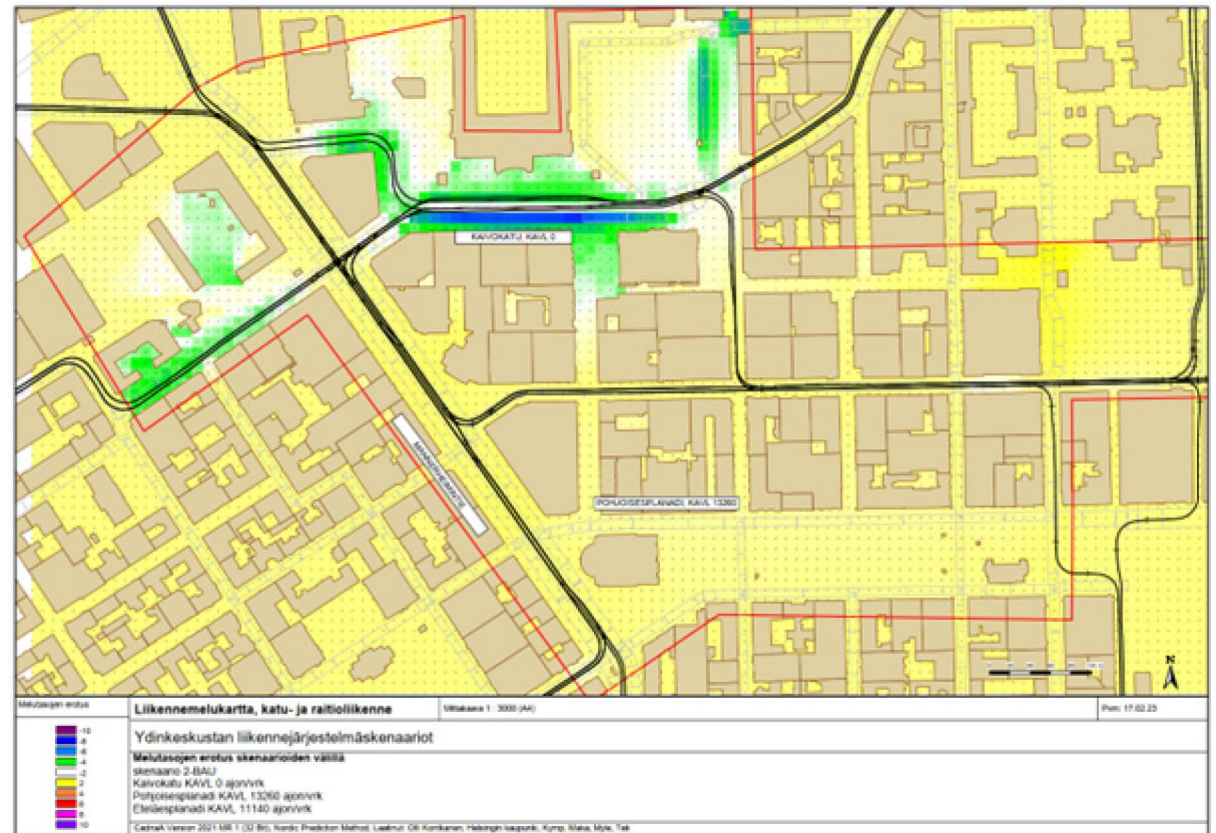 KAIVOKATU, KAVL 0
MANNERHEIMINTIE
POHJOISESPLANADI, KAVL 13260
N
Melutasojen erotus
Liikennemelukartta, katu- ja raitioliikenne
Mittakaava 1 : 3000 (A4)
Pvm: 17.02.23
Ydinkeskustan liikennejärjestelmäskenaariot
Melutasojen erotus skenaarioiden välillä
skenaario 2-BAU
Kaivokatu KAVL 0 ajon/vrk
Pohjoisesplanadi KAVL 13260 ajon/vrk
Eteläesplanadi KAVL 11140 ajon/vrk
-10
-8
-6
-4
-2
2
4
6
8
10
CadnaA Version 2021 MR 1 (32 Bit), Nordic Prediction Method, Laatinut: Olli Kontkanen, Helsingin kaupunki, Kymp, Maka, Myle, Tek